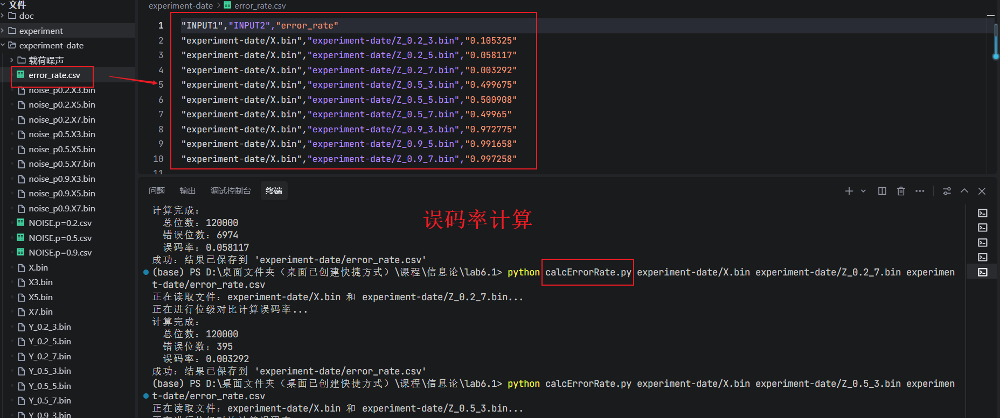 文件
doc
experiment
experiment-date
载荷噪声
error_rate.csv
noise_p0.2.X3.bin
noise_p0.2.X5.bin
noise_p0.2.X7.bin
noise_p0.5.X3.bin
noise_p0.5.X5.bin
noise_p0.5.X7.bin
noise_p0.9.X3.bin
noise_p0.9.X5.bin
noise_p0.9.X7.bin
NOISE.p=0.2.csv
NOISE.p=0.5.csv
NOISE.p=0.9.csv
X.bin
X3.bin
X5.bin
X7.bin
Y_0.2_3.bin
Y_0.2_5.bin
Y_0.2_7.bin
Y_0.5_3.bin
Y_0.5_5.bin
Y_0.5_7.bin
Y_0.9_3.bin
experiment-date > error_rate.csv
1 "INPUT1","INPUT2","error_rate"
2 "experiment-date/X.bin","experiment-date/Z_0.2_3.bin","0.105325"
3 "experiment-date/X.bin","experiment-date/Z_0.2_5.bin","0.058117"
4 "experiment-date/X.bin","experiment-date/Z_0.2_7.bin","0.003292"
5 "experiment-date/X.bin","experiment-date/Z_0.5_3.bin","0.499675"
6 "experiment-date/X.bin","experiment-date/Z_0.5_5.bin","0.500908"
7 "experiment-date/X.bin","experiment-date/Z_0.5_7.bin","0.49965"
8 "experiment-date/X.bin","experiment-date/Z_0.9_3.bin","0.972775"
9 "experiment-date/X.bin","experiment-date/Z_0.9_5.bin","0.991658"
10 "experiment-date/X.bin","experiment-date/Z_0.9_7.bin","0.997258"
11
问题 输出 调试控制台 终端
误码率计算
计算完成：
总位数：120000
错误位数：6974
误码率：0.058117
成功：结果已保存到 'experiment-date/error_rate.csv'
(base) PS D:\桌面文件夹（桌面已创建快捷方式）\课程\信息论\lab6.1> python calcErrorRate.py experiment-date/X.bin experiment-date/Z_0.2_7.bin experimen
t-date/error_rate.csv
正在读取文件：experiment-date/X.bin 和 experiment-date/Z_0.2_7.bin...
正在进行位级对比计算误码率...
计算完成：
总位数：120000
错误位数：395
误码率：0.003292
成功：结果已保存到 'experiment-date/error_rate.csv'
(base) PS D:\桌面文件夹（桌面已创建快捷方式）\课程\信息论\lab6.1> python calcErrorRate.py experiment-date/X.bin experiment-date/Z_0.5_3.bin experimen
t-date/error_rate.csv
正在读取文件：experiment-date/X.bin 和 experiment-date/Z_0.5_3.bin...
正在进行位级对比计算误码率